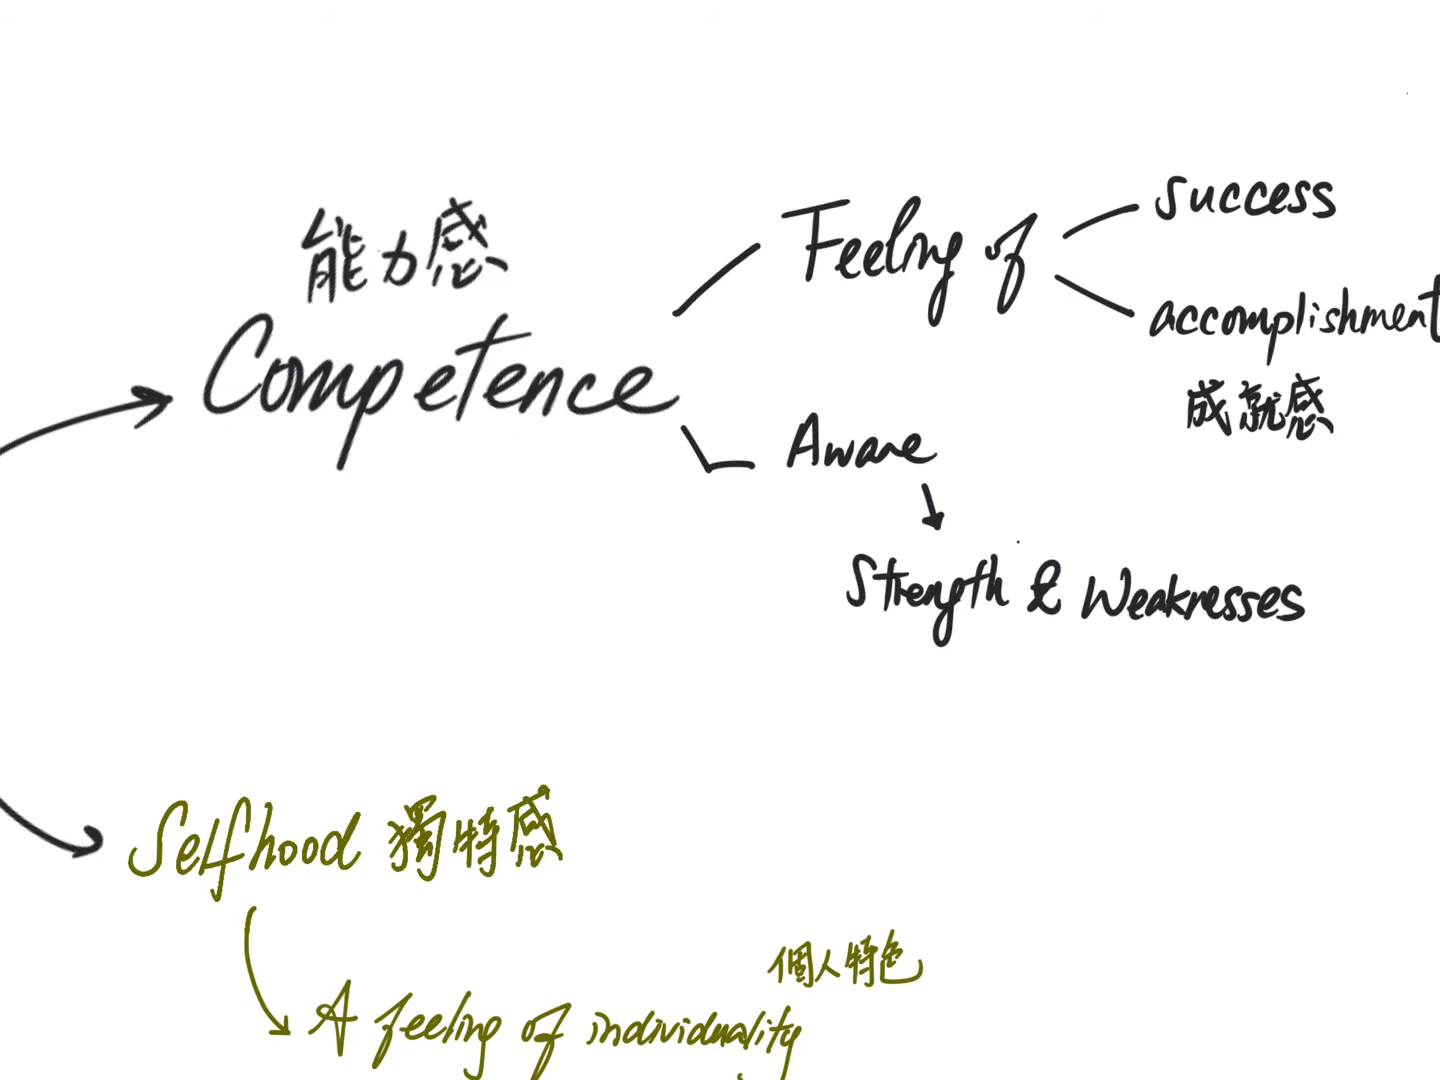 能力感
Competence
Feeling of
success
accomplishment
成就感
Aware
Strength & Weaknesses
Selfhood 獨特感
個人特色
A feeling of individuality